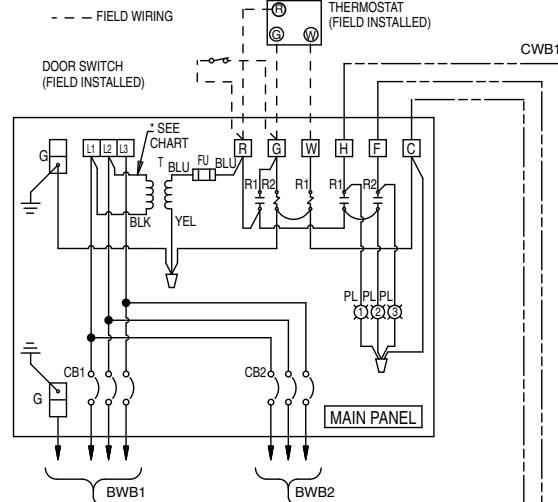 FIELD WIRING
THERMOSTAT
(FIELD INSTALLED)
R
G
W
CWB1
DOOR SWITCH
(FIELD INSTALLED)
* SEE
CHART
G
L1
L2
L3
R
G
W
H
F
C
T
BLU
FU
BLU
R1
R2
R1
R1
R2
BLK
YEL
PL
PL
PL
1
2
3
CB1
CB2
G
MAIN PANEL
BWB1
BWB2